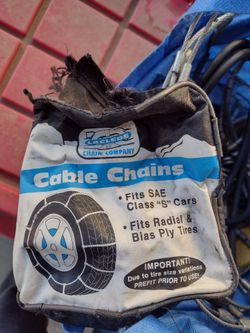 LACLEDE
CHAIN COMPANY
Cable Chains
• Fits SAE
Class "S" Cars
• Fits Radial &
Bias Ply Tires
IMPORTANT!
Due to tire size variations
PREFIT PRIOR TO USE!